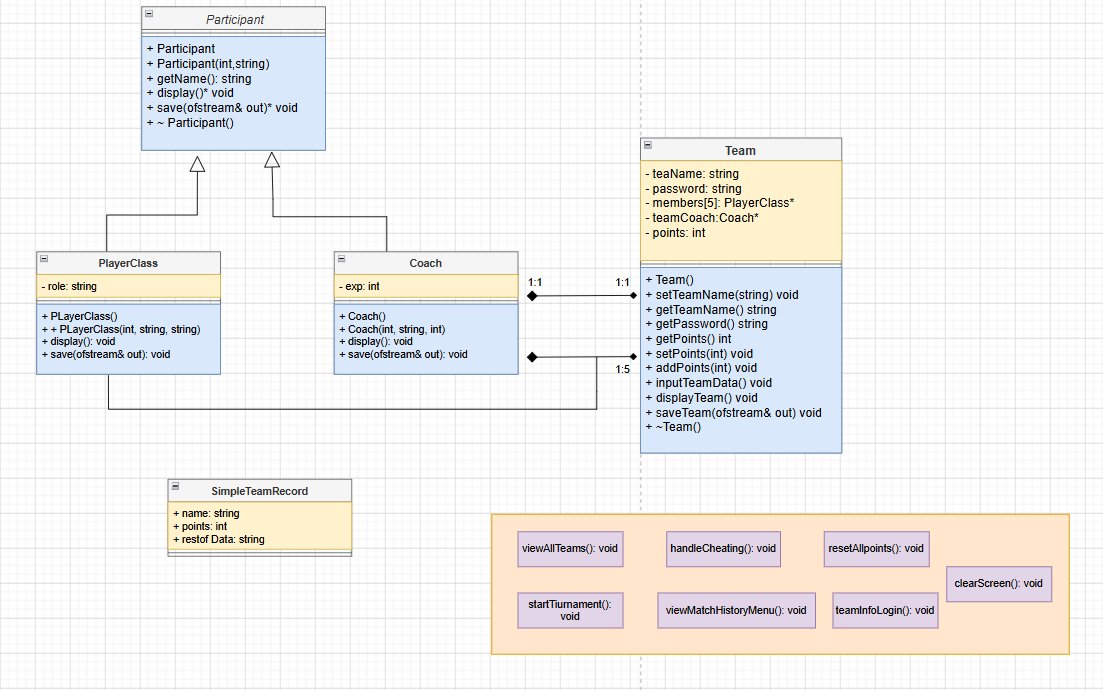 Participant
+ Participant
+ Participant(int,string)
+ getName(): string
+ display()* void
+ save(ofstream& out)* void
+ ~ Participant()
Team
- teaName: string
- password: string
- members[5]: PlayerClass*
- teamCoach:Coach*
- points: int
+ Team()
+ setTeamName(string) void
+ getTeamName() string
+ getPassword() string
+ getPoints() int
+ setPoints(int) void
+ addPoints(int) void
+ inputTeamData() void
+ displayTeam() void
+ saveTeam(ofstream& out) void
+ ~Team()
PlayerClass
- role: string
+ PLayerClass()
+ + PLayerClass(int, string, string)
+ display(): void
+ save(ofstream& out): void
Coach
- exp: int
+ Coach()
+ Coach(int, string, int)
+ display(): void
+ save(ofstream& out): void
1:1
1:1
1:5
SimpleTeamRecord
+ name: string
+ points: int
+ restof Data: string
viewAllTeams(): void
handleCheating(): void
resetAllpoints(): void
clearScreen(): void
startTiurnament():
void
viewMatchHistoryMenu(): void
teamInfoLogin(): void